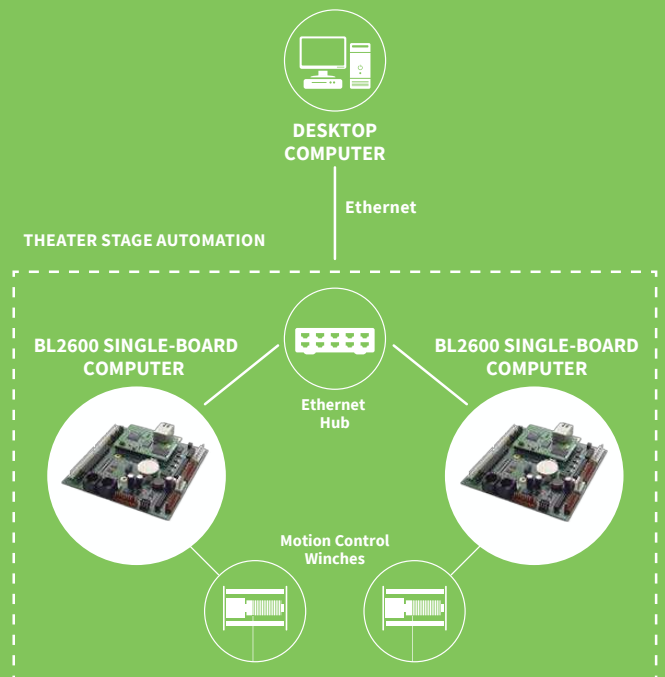 DESKTOP
COMPUTER
Ethernet
THEATER STAGE AUTOMATION
BL2600 SINGLE-BOARD
COMPUTER
BL2600 SINGLE-BOARD
COMPUTER
Ethernet
Hub
Motion Control
Winches